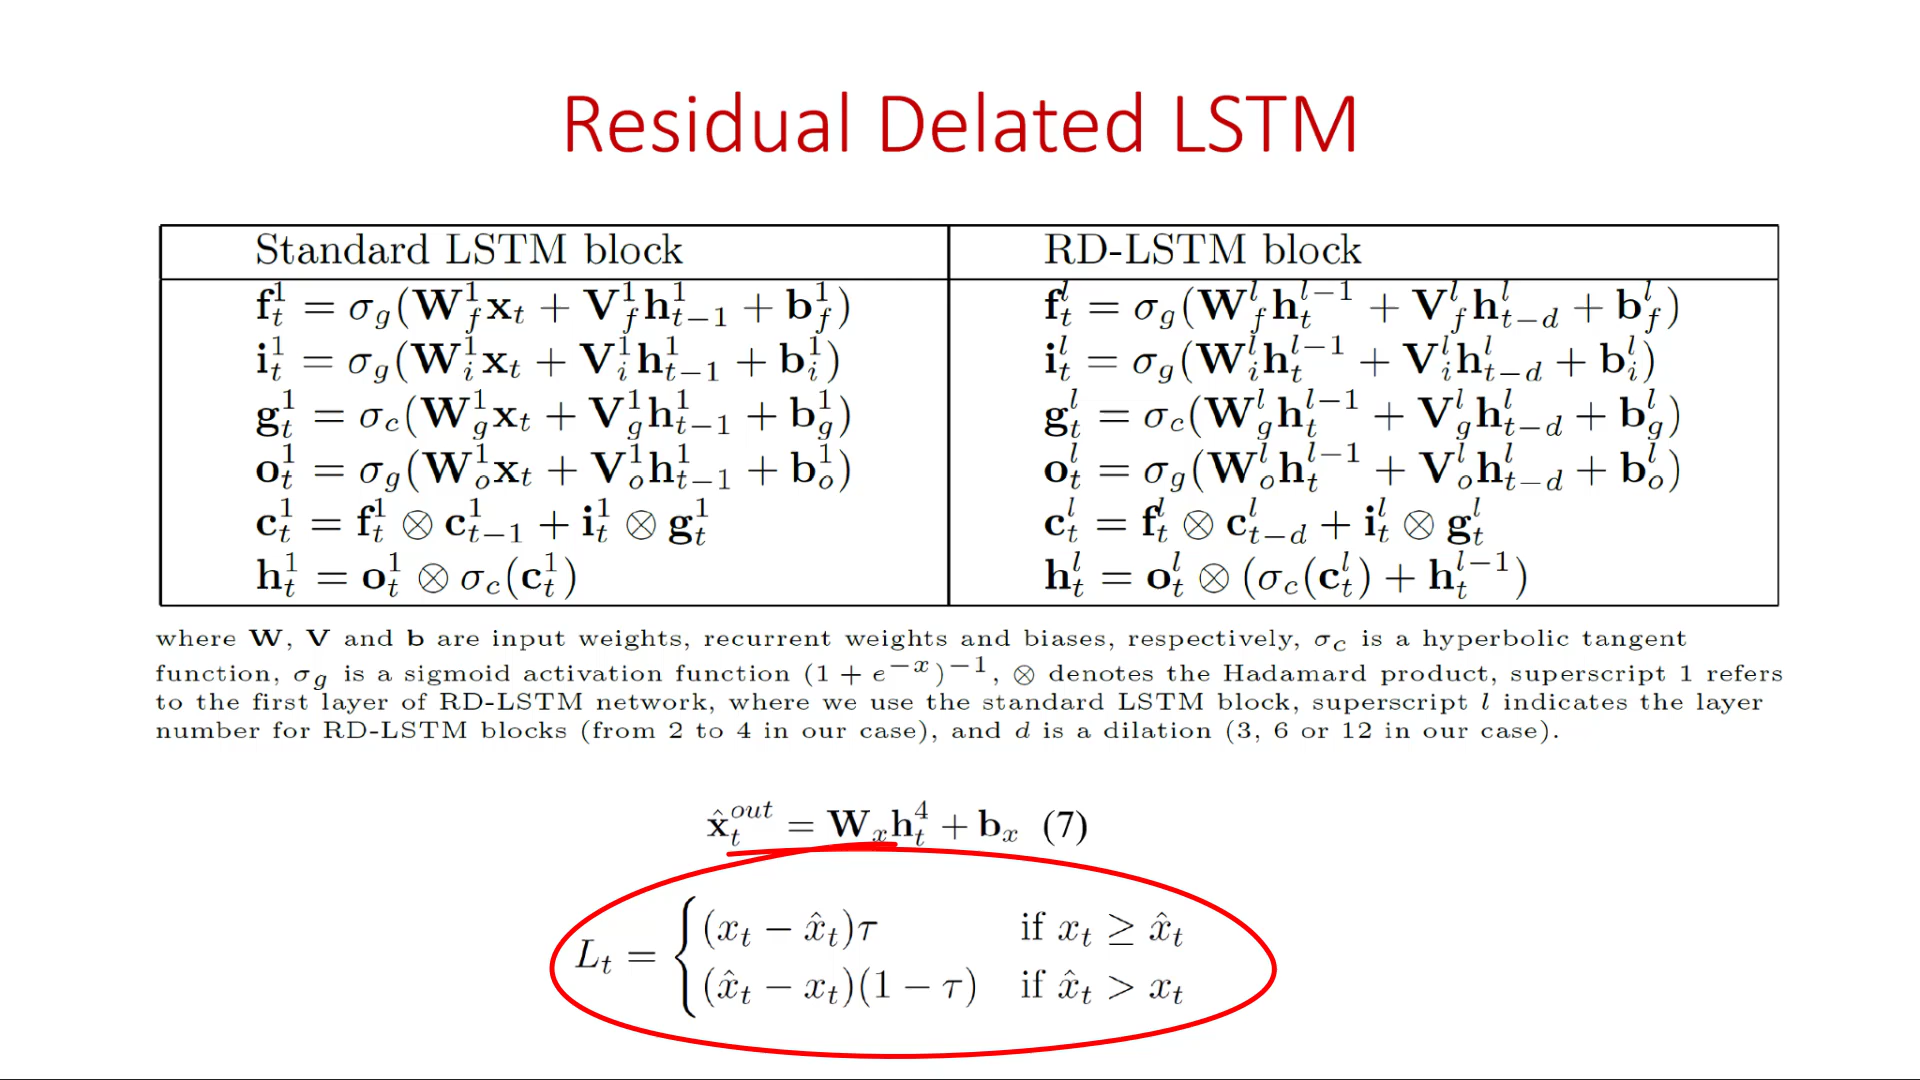 Residual Delated LSTM
Standard LSTM block
RD-LSTM block
𝐟_t^1 = σ_g(𝐖_f^1 𝐱_t + 𝐕_f^1 𝐡_{t−1}^1 + 𝐛_f^1)
𝐟_t^l = σ_g(𝐖_f^l 𝐡_t^{l−1} + 𝐕_f^l 𝐡_{t−d}^l + 𝐛_f^l)
𝐢_t^1 = σ_g(𝐖_i^1 𝐱_t + 𝐕_i^1 𝐡_{t−1}^1 + 𝐛_i^1)
𝐢_t^l = σ_g(𝐖_i^l 𝐡_t^{l−1} + 𝐕_i^l 𝐡_{t−d}^l + 𝐛_i^l)
𝐠_t^1 = σ_c(𝐖_g^1 𝐱_t + 𝐕_g^1 𝐡_{t−1}^1 + 𝐛_g^1)
𝐠_t^l = σ_c(𝐖_g^l 𝐡_t^{l−1} + 𝐕_g^l 𝐡_{t−d}^l + 𝐛_g^l)
𝐨_t^1 = σ_g(𝐖_o^1 𝐱_t + 𝐕_o^1 𝐡_{t−1}^1 + 𝐛_o^1)
𝐨_t^l = σ_g(𝐖_o^l 𝐡_t^{l−1} + 𝐕_o^l 𝐡_{t−d}^l + 𝐛_o^l)
𝐜_t^1 = 𝐟_t^1 ⊗ 𝐜_{t−1}^1 + 𝐢_t^1 ⊗ 𝐠_t^1
𝐜_t^l = 𝐟_t^l ⊗ 𝐜_{t−d}^l + 𝐢_t^l ⊗ 𝐠_t^l
𝐡_t^1 = 𝐨_t^1 ⊗ σ_c(𝐜_t^1)
𝐡_t^l = 𝐨_t^l ⊗ (σ_c(𝐜_t^l) + 𝐡_t^{l−1})
where 𝐖, 𝐕 and 𝐛 are input weights, recurrent weights and biases, respectively, σ_c is a hyperbolic tangent
function, σ_g is a sigmoid activation function (1 + e^{−x})^{−1}, ⊗ denotes the Hadamard product, superscript 1 refers
to the first layer of RD-LSTM network, where we use the standard LSTM block, superscript l indicates the layer
number for RD-LSTM blocks (from 2 to 4 in our case), and d is a dilation (3, 6 or 12 in our case).
𝐱̂_t^{out} = 𝐖_x 𝐡_t^4 + 𝐛_x (7)
L_t = {
(x_t − x̂_t)τ if x_t ≥ x̂_t
(x̂_t − x_t)(1 − τ) if x̂_t > x_t